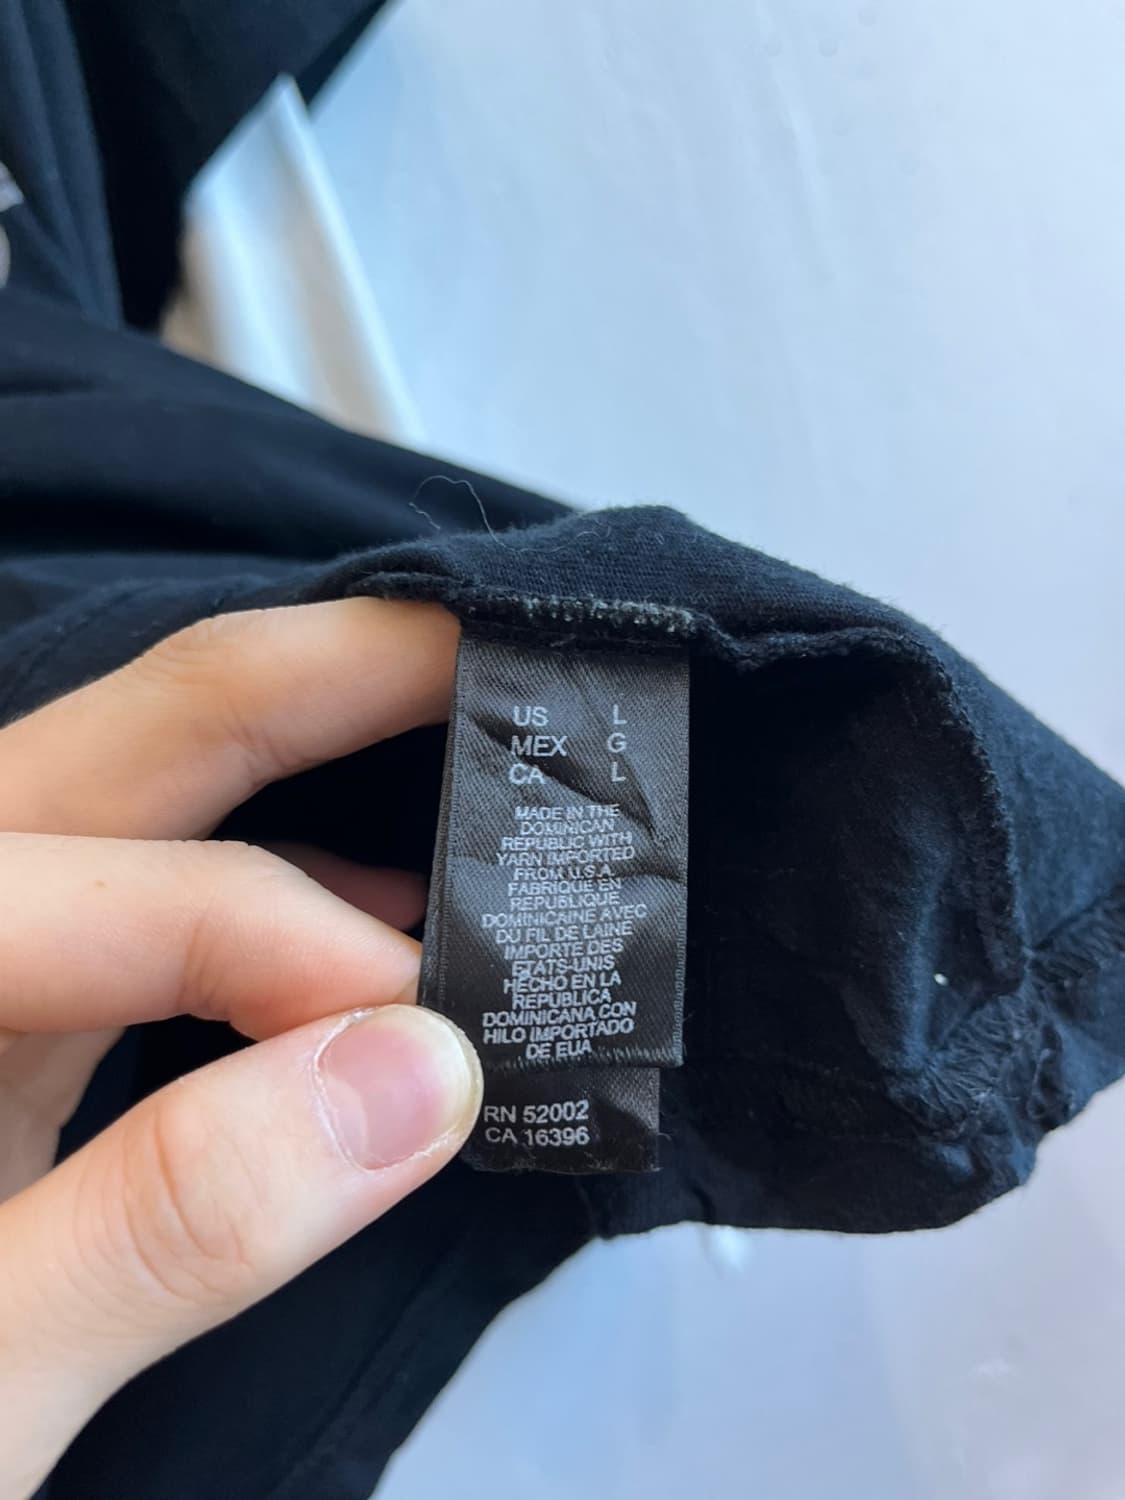 US L
MEX G
CA L
MADE IN THE
DOMINICAN
REPUBLIC WITH
YARN IMPORTED
FROM U.S.A.
FABRIQUE EN
REPUBLIQUE
DOMINICAINE AVEC
DU FIL DE LAINE
IMPORTE DES
ETATS-UNIS
HECHO EN LA
REPUBLICA
DOMINICANA CON
HILO IMPORTADO
DE EUA
RN 52002
CA 16396